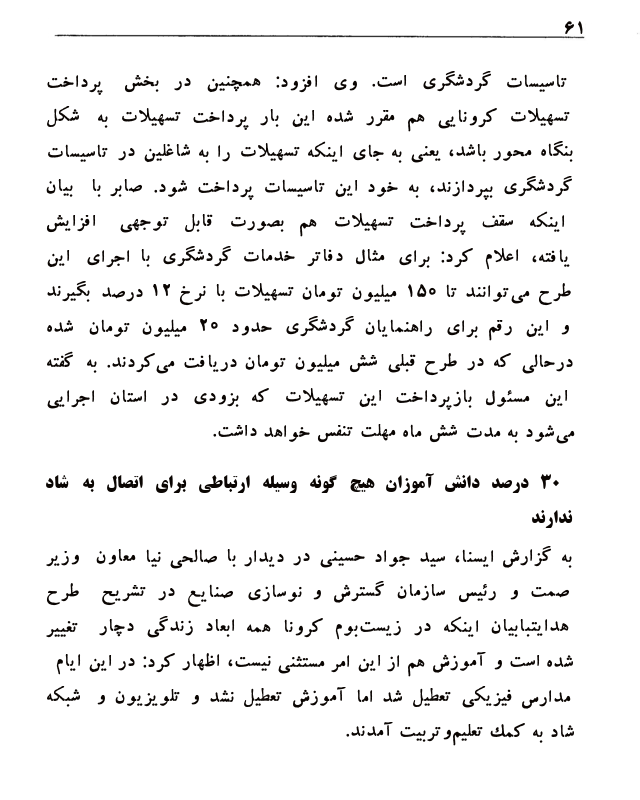 ۶۱
تاسیسات گردشگری است. وی افزود: همچنین در بخش پرداخت
تسهیلات کرونایی هم مقرر شده این بار پرداخت تسهیلات به شکل
بنگاه محور باشد، یعنی به جای اینکه تسهیلات را به شاغلین در تاسیسات
گردشگری بپردازند، به خود این تاسیسات پرداخت شود. صابر با بیان
اینکه سقف پرداخت تسهیلات هم بصورت قابل توجهی افزایش
یافته، اعلام کرد: برای مثال دفاتر خدمات گردشگری با اجرای این
طرح می‌توانند تا ۱۵۰ میلیون تومان تسهیلات با نرخ ۱۲ درصد بگیرند
و این رقم برای راهنمایان گردشگری حدود ۲۰ میلیون تومان شده
درحالی که در طرح قبلی شش میلیون تومان دریافت می‌کردند. به گفته
این مسئول بازپرداخت این تسهیلات که بزودی در استان اجرایی
می‌شود به مدت شش ماه مهلت تنفس خواهد داشت.
۳۰ درصد دانش آموزان هیچ گونه وسیله ارتباطی برای اتصال به شاد
ندارند
به گزارش ایسنا، سید جواد حسینی در دیدار با صالحی نیا معاون وزیر
صمت و رئیس سازمان گسترش و نوسازی صنایع در تشریح طرح
هدایتبابیان اینکه در زیست‌بوم کرونا همه ابعاد زندگی دچار تغییر
شده است و آموزش هم از این امر مستثنی نیست، اظهار کرد: در این ایام
مدارس فیزیکی تعطیل شد اما آموزش تعطیل نشد و تلویزیون و شبکه
شاد به کمك تعلیم‌و‌تربیت آمدند.